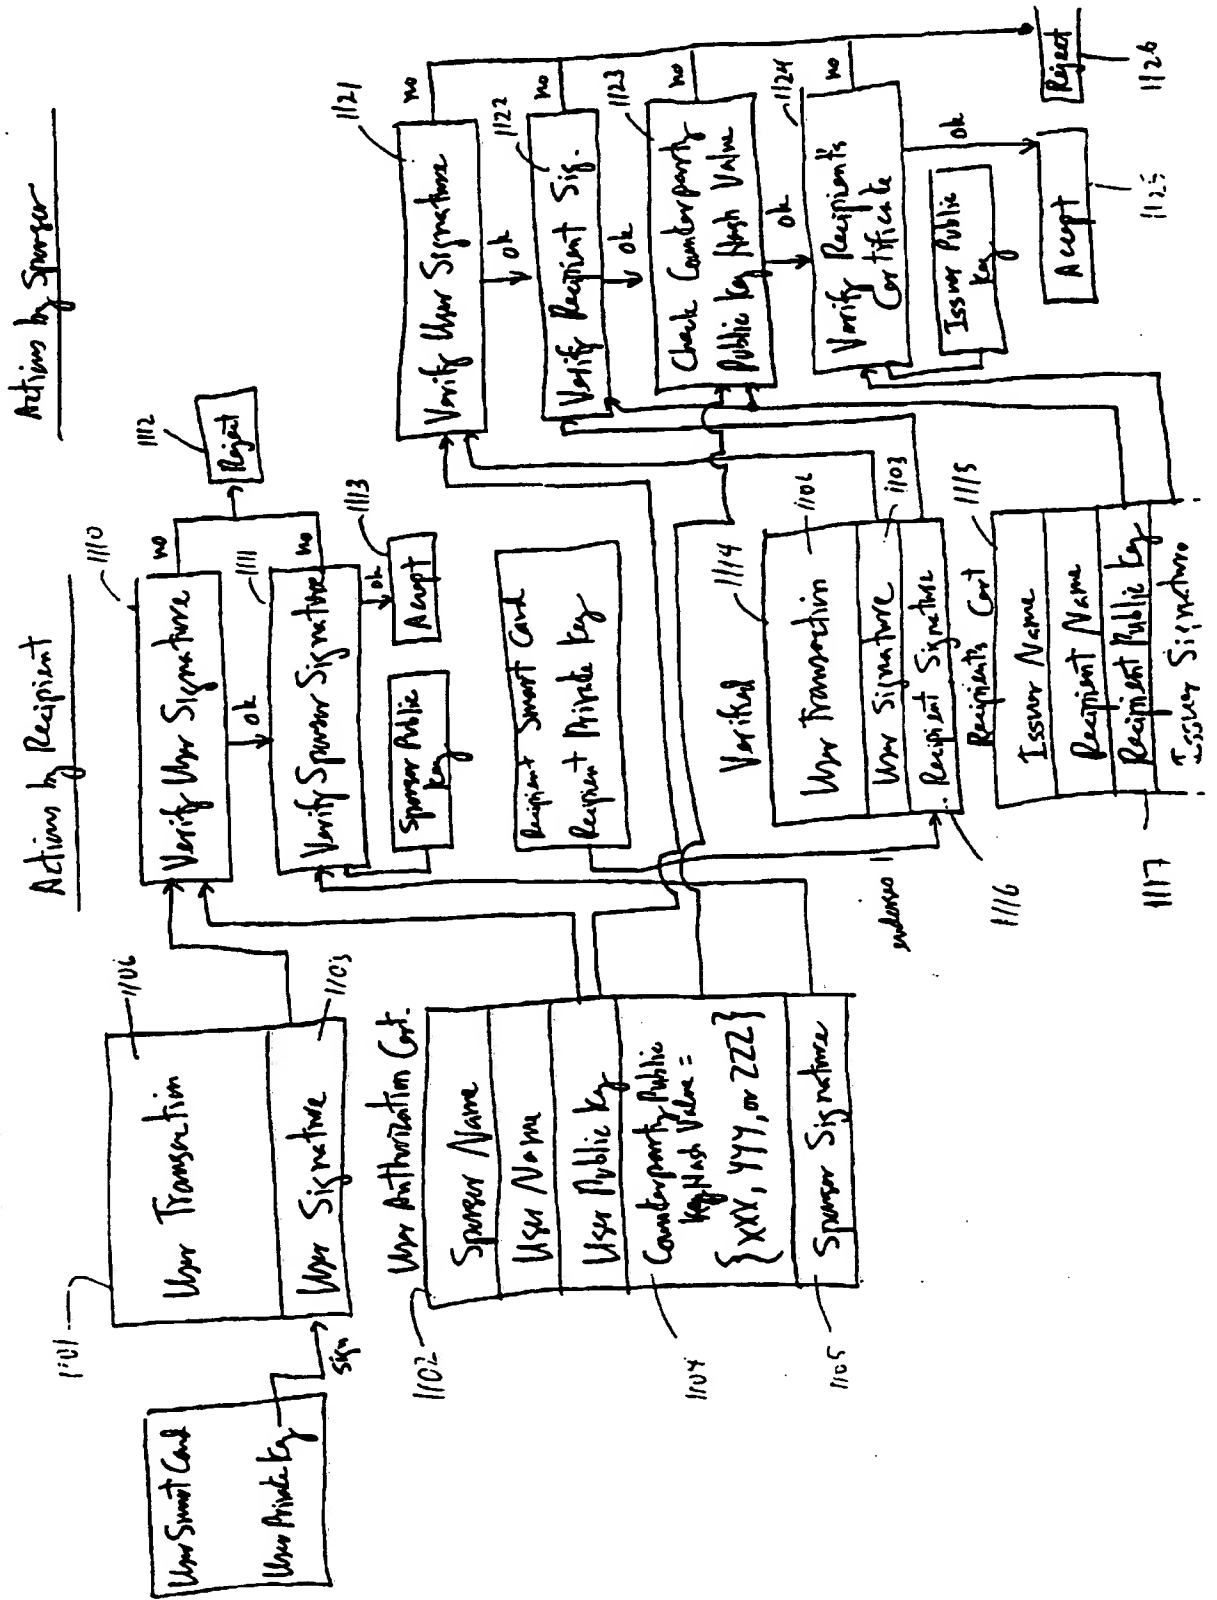 Actions by Recipient
Actions by Sponsor
User Smart Card
User Private Key
sign
1101
User Transaction
1106
User Signature
1103
User Authorization Cert.
1102
Sponsor Name
User Name
User Public Key
Counterparty Public
Key Hash Value =
{XXX, YYY, or ZZZ}
1104
Sponsor Signature
1105
1110
Verify User Signature
no
ok
1111
Verify Sponsor Signature
no
ok
1112
Reject
1113
Accept
Sponsor Public
Key
Recipient Smart Card
Recipient Private Key
endorses
Verified
1114
User Transaction
1106
User Signature
1103
Recipient Signature
1116
Recipients Cert
1115
Issuer Name
Recipient Name
Recipient Public Key
1117
Issuer Signature
1121
Verify User Signature
no
ok
1122
Verify Recipient Sig.
no
ok
1123
Check Counterparty
Public Key Hash Value
no
ok
1124
Verify Recipient's
Certificate
no
ok
Issuer Public
Key
Accept
1125
Reject
1126